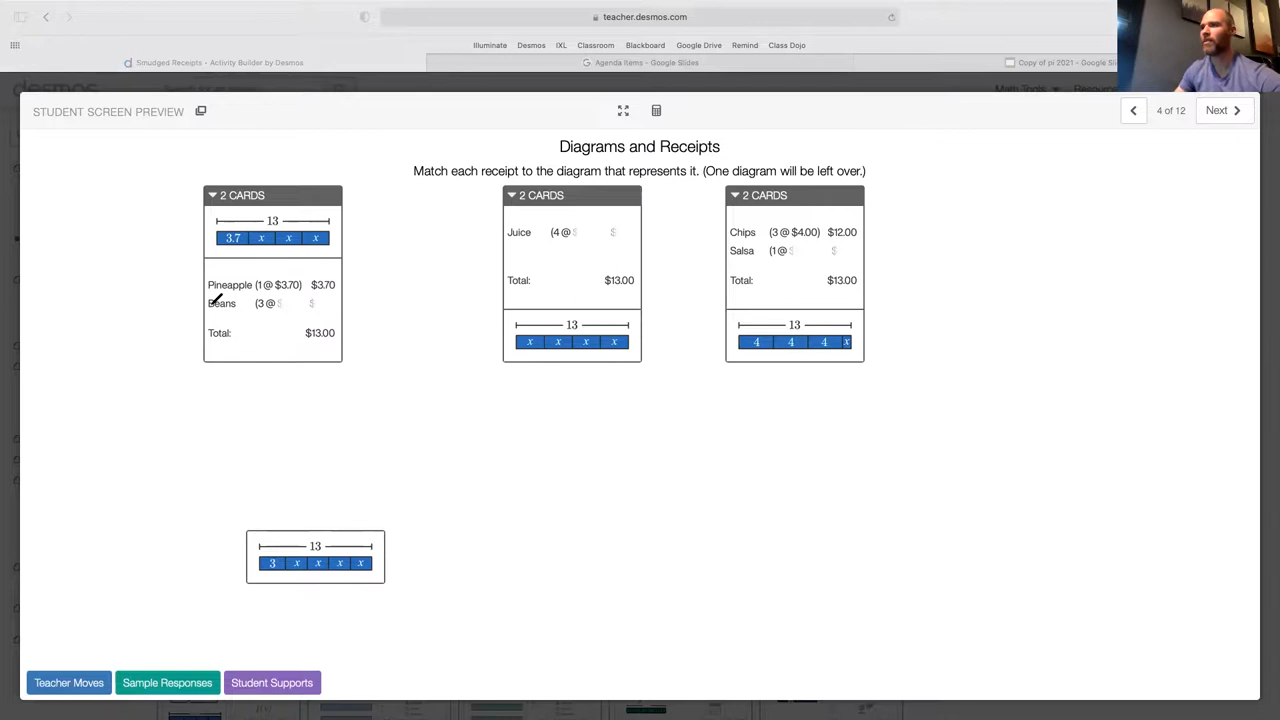 teacher.desmos.com
Illuminate Desmos IXL Classroom Blackboard Google Drive Remind Class Dojo
Smudged Receipts - Activity Builder by Desmos
Agenda Items - Google Slides
Copy of pi 2021 - Google Sli
STUDENT SCREEN PREVIEW
4 of 12
Next
Diagrams and Receipts
Match each receipt to the diagram that represents it. (One diagram will be left over.)
2 CARDS
13
3.7 x x x
Pineapple (1 @ $3.70) $3.70
Beans (3 @ $ $
Total: $13.00
2 CARDS
Juice (4 @ $ $
Total: $13.00
13
x x x x
2 CARDS
Chips (3 @ $4.00) $12.00
Salsa (1 @ $ $
Total: $13.00
13
4 4 4 x
13
3 x x x x
Teacher Moves
Sample Responses
Student Supports